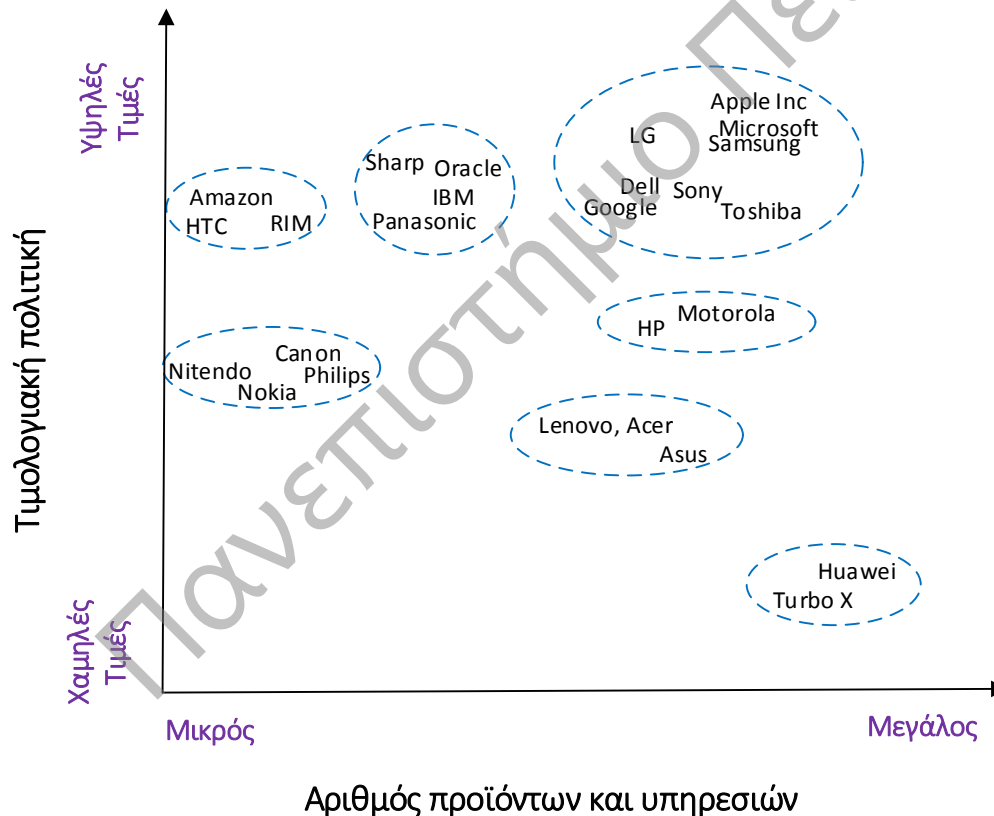 Υψηλές
Τιμές
Apple Inc
LG
Microsoft
Samsung
Sharp
Oracle
Dell
Sony
IBM
Amazon
Google
Toshiba
Panasonic
HTC
RIM
Motorola
HP
Canon
Nitendo
Philips
Nokia
Lenovo, Acer
Asus
Huawei
Turbo X
Τιμολογιακή πολιτική
Χαμηλές
Τιμές
Μικρός
Μεγάλος
Αριθμός προϊόντων και υπηρεσιών
Πανεπιστήμιο